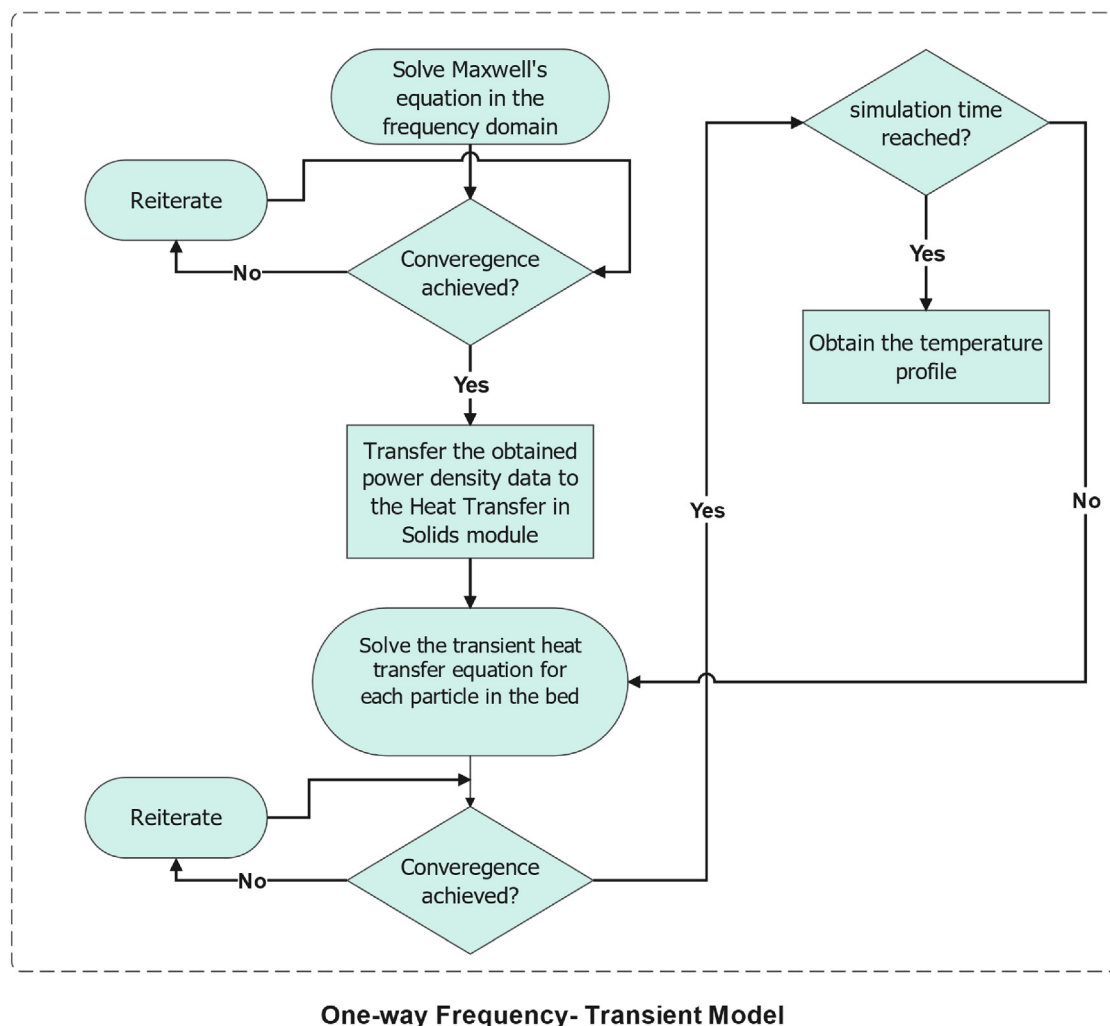 Solve Maxwell's
equation in the
frequency domain
Reiterate
Converegence
achieved?
No
Yes
Transfer the obtained
power density data to
the Heat Transfer in
Solids module
Solve the transient heat
transfer equation for
each particle in the bed
Reiterate
Converegence
achieved?
No
Yes
simulation time
reached?
Yes
Obtain the temperature
profile
No
One-way Frequency- Transient Model